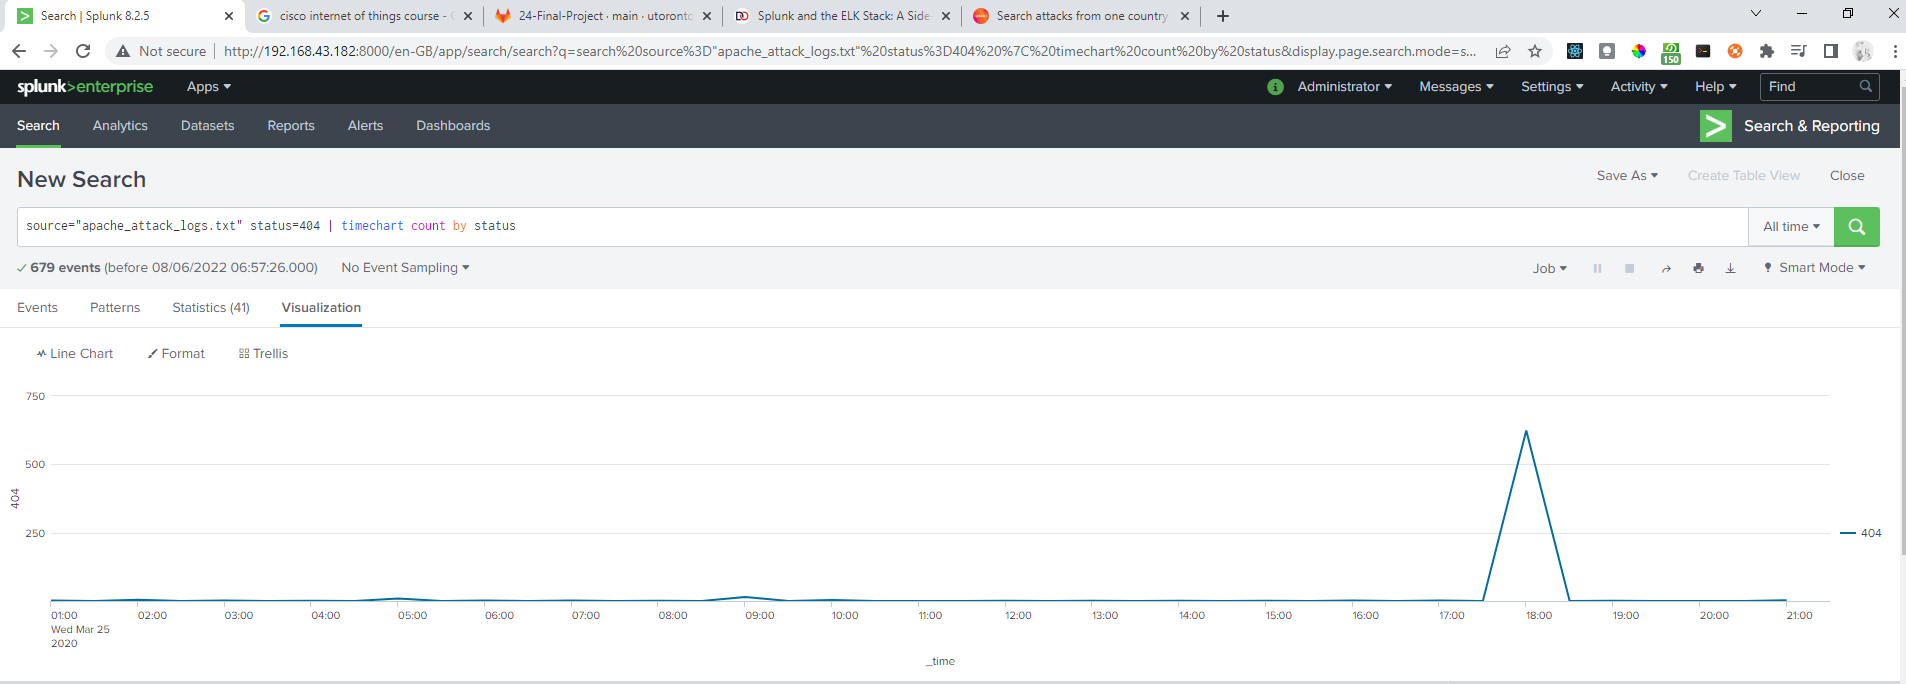 Search | Splunk 8.2.5
cisco internet of things course -
24-Final-Project · main · utoronto
Splunk and the ELK Stack: A Side-
Search attacks from one country
Not secure | http://192.168.43.182:8000/en-GB/app/search/search?q=search%20source%3D"apache_attack_logs.txt"%20status%3D404%20%7C%20timechart%20count%20by%20status&display.page.search.mode=s...
150
splunk>enterprise Apps
Administrator Messages Settings Activity Help Find
Search Analytics Datasets Reports Alerts Dashboards
Search & Reporting
New Search
Save As Create Table View Close
source="apache_attack_logs.txt" status=404 | timechart count by status
All time
679 events (before 08/06/2022 06:57:26.000) No Event Sampling
Job Smart Mode
Events Patterns Statistics (41) Visualization
Line Chart Format Trellis
750
500
250
404
404
01:00 02:00 03:00 04:00 05:00 06:00 07:00 08:00 09:00 10:00 11:00 12:00 13:00 14:00 15:00 16:00 17:00 18:00 19:00 20:00 21:00
Wed Mar 25
2020
_time